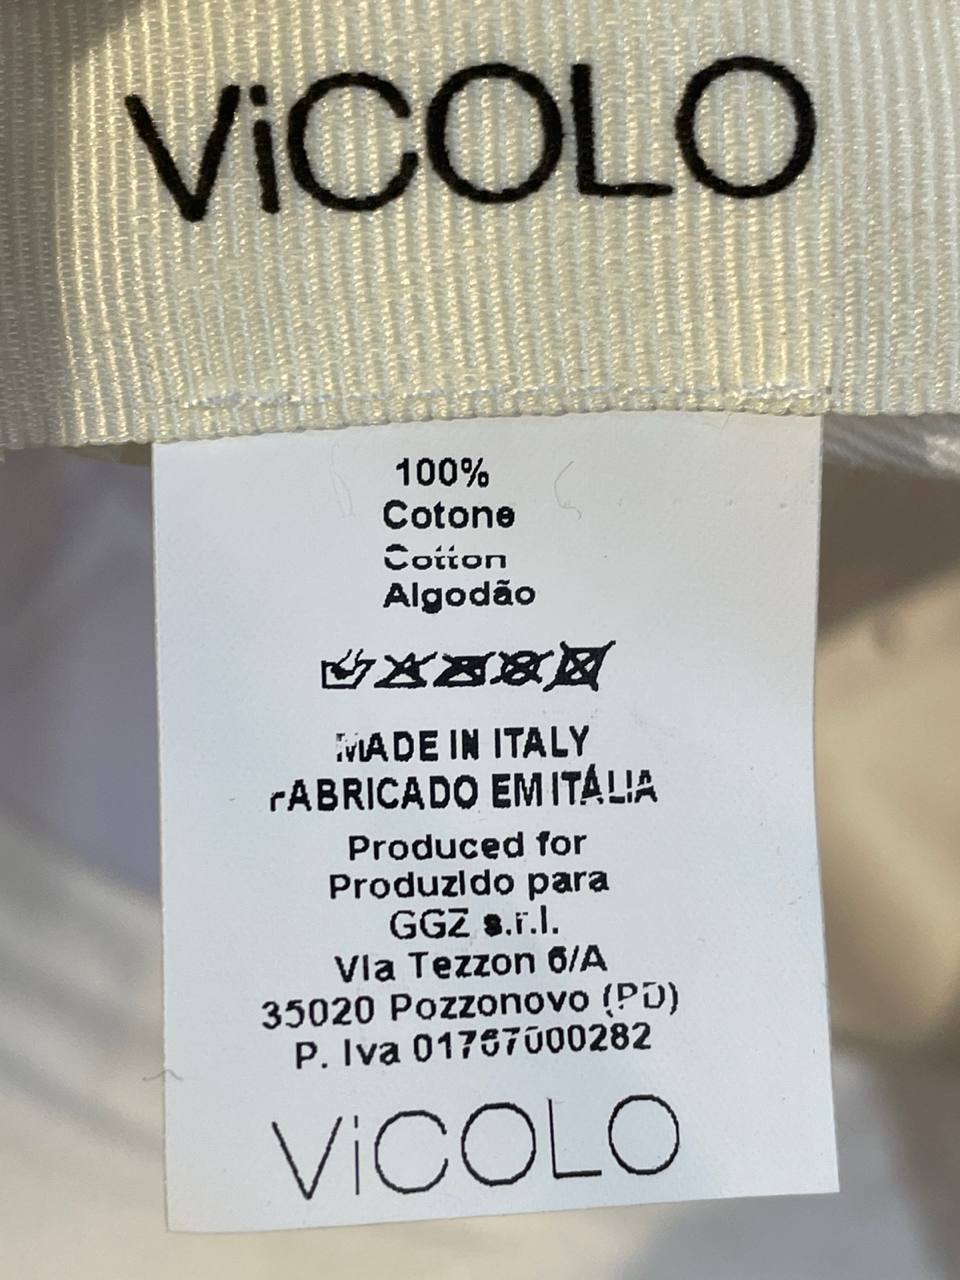 ViCOLO
100%
Cotone
Cotton
Algodão
MADE IN ITALY
FABRICADO EM ITÁLIA
Produced for
Produzido para
GGZ s.r.l.
Via Tezzon 6/A
35020 Pozzonovo (PD)
P. Iva 01767000282
ViCOLO